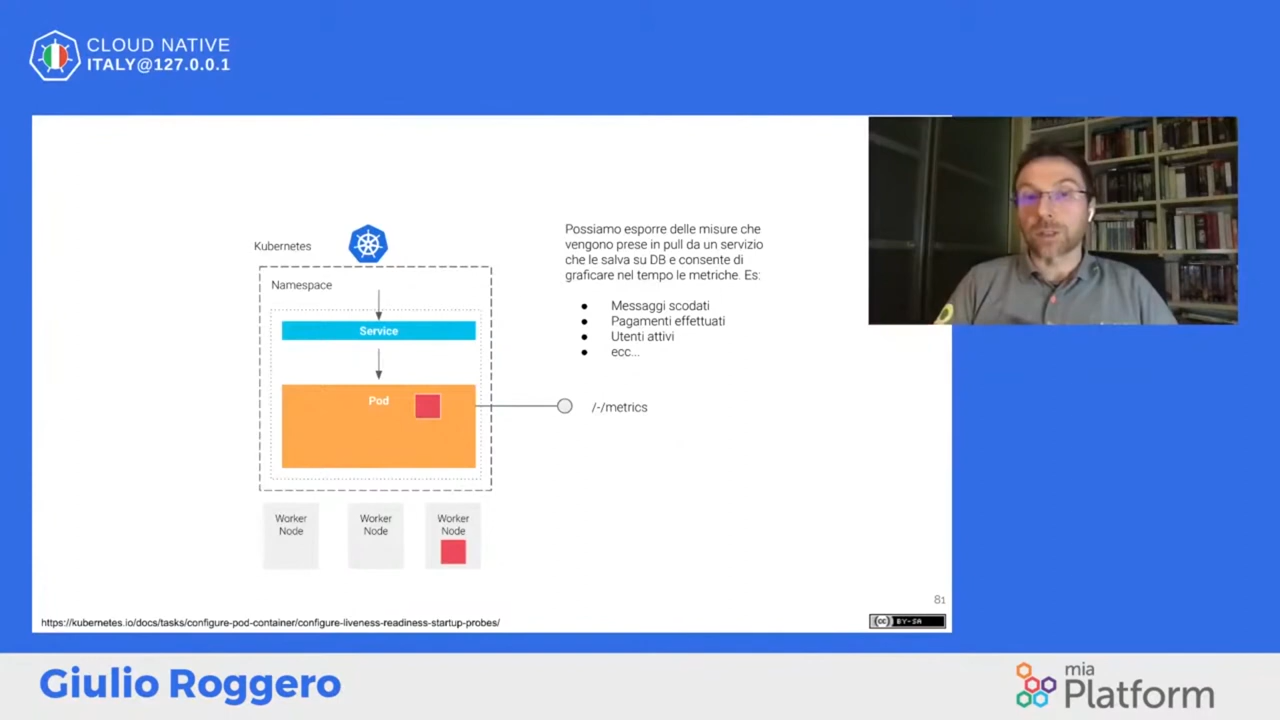 CLOUD NATIVE
ITALY@127.0.0.1
Kubernetes
Namespace
Service
Pod
Worker
Node
Worker
Node
Worker
Node
Possiamo esporre delle misure che
vengono prese in pull da un servizio
che le salva su DB e consente di
graficare nel tempo le metriche. Es:
● Messaggi scodati
● Pagamenti effettuati
● Utenti attivi
● ecc...
/-/metrics
81
https://kubernetes.io/docs/tasks/configure-pod-container/configure-liveness-readiness-startup-probes/
cc BY-SA
Giulio Roggero
mia
Platform